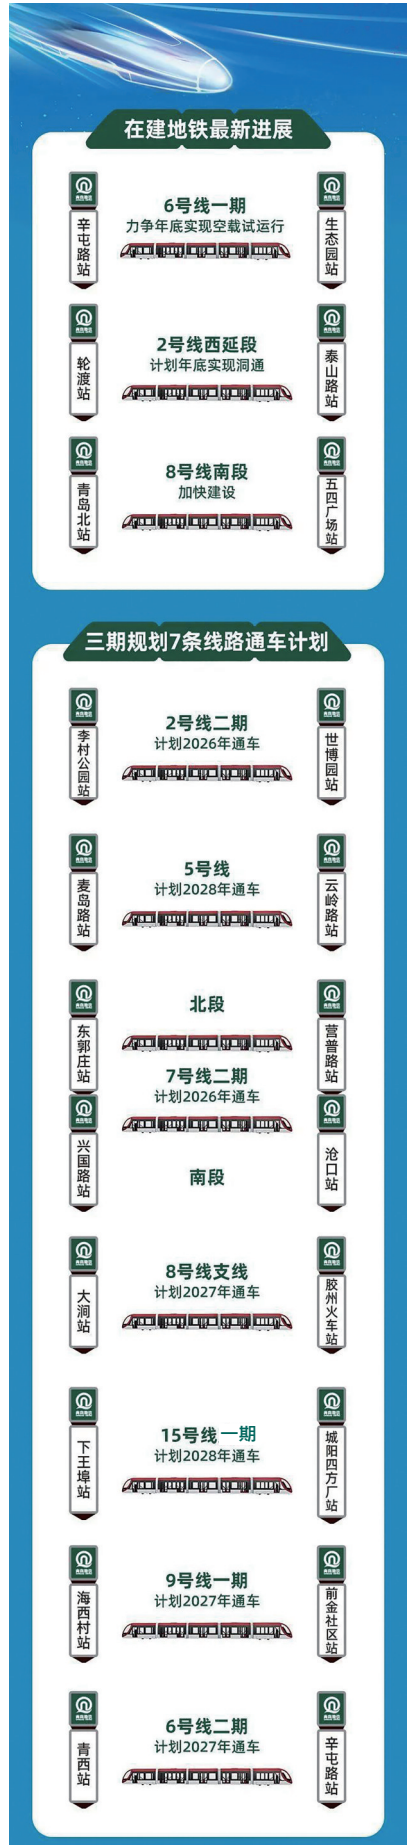 在建地铁最新进展
辛屯路站
6号线一期
力争年底实现空载试运行
生态园站
轮渡站
2号线西延段
计划年底实现洞通
泰山路站
青岛北站
8号线南段
加快建设
五四广场站
三期规划7条线路通车计划
李村公园站
2号线二期
计划2026年通车
世博园站
麦岛路站
5号线
计划2028年通车
云岭路站
东郭庄站
北段
营普路站
7号线二期
计划2026年通车
兴国路站
南段
沧口站
大涧站
8号线支线
计划2027年通车
胶州火车站
下王埠站
15号线一期
计划2028年通车
城阳四方厂站
海西村站
9号线一期
计划2027年通车
前金社区站
青西站
6号线二期
计划2027年通车
辛屯路站